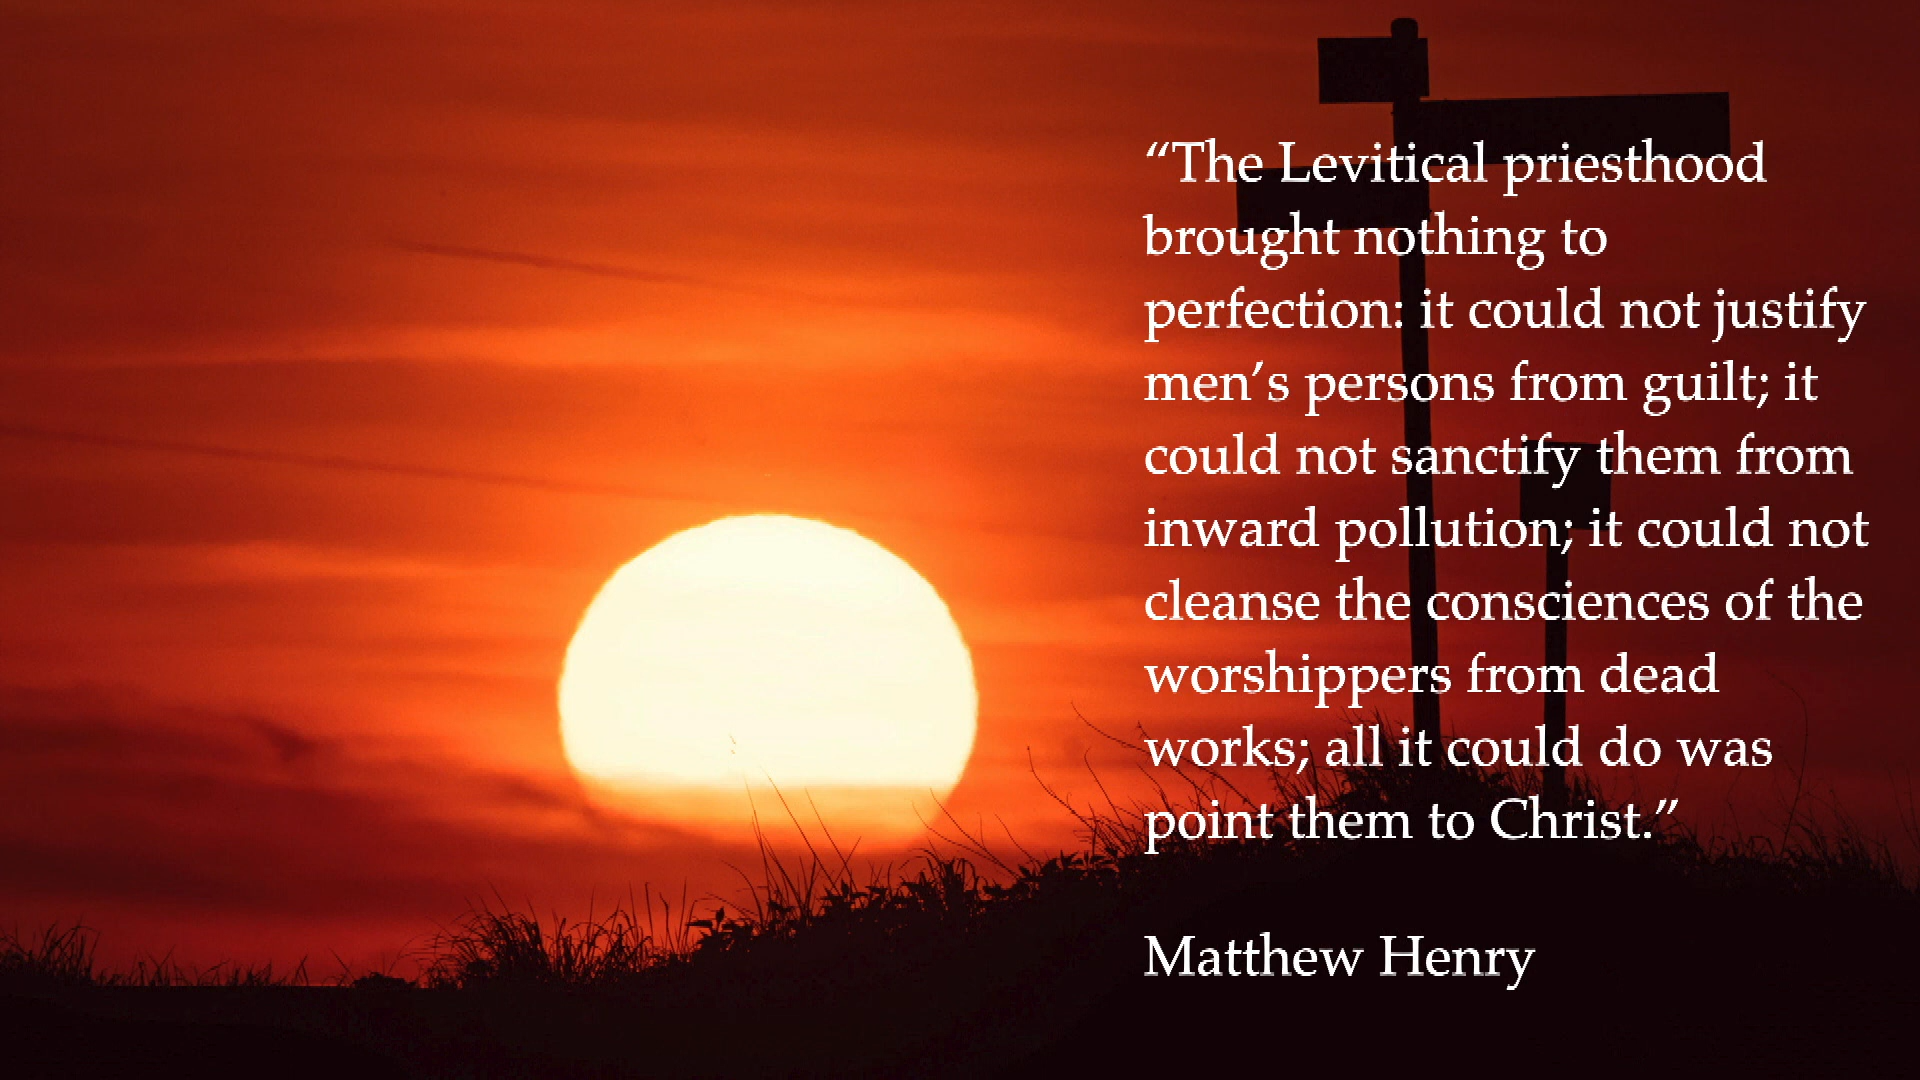 “The Levitical priesthood
brought nothing to
perfection: it could not justify
men’s persons from guilt; it
could not sanctify them from
inward pollution; it could not
cleanse the consciences of the
worshippers from dead
works; all it could do was
point them to Christ.”
Matthew Henry